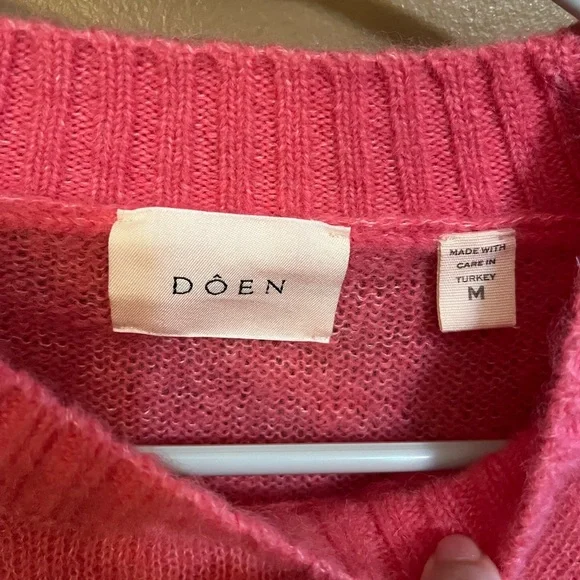 DÔEN
MADE WITH
CARE IN
TURKEY
M